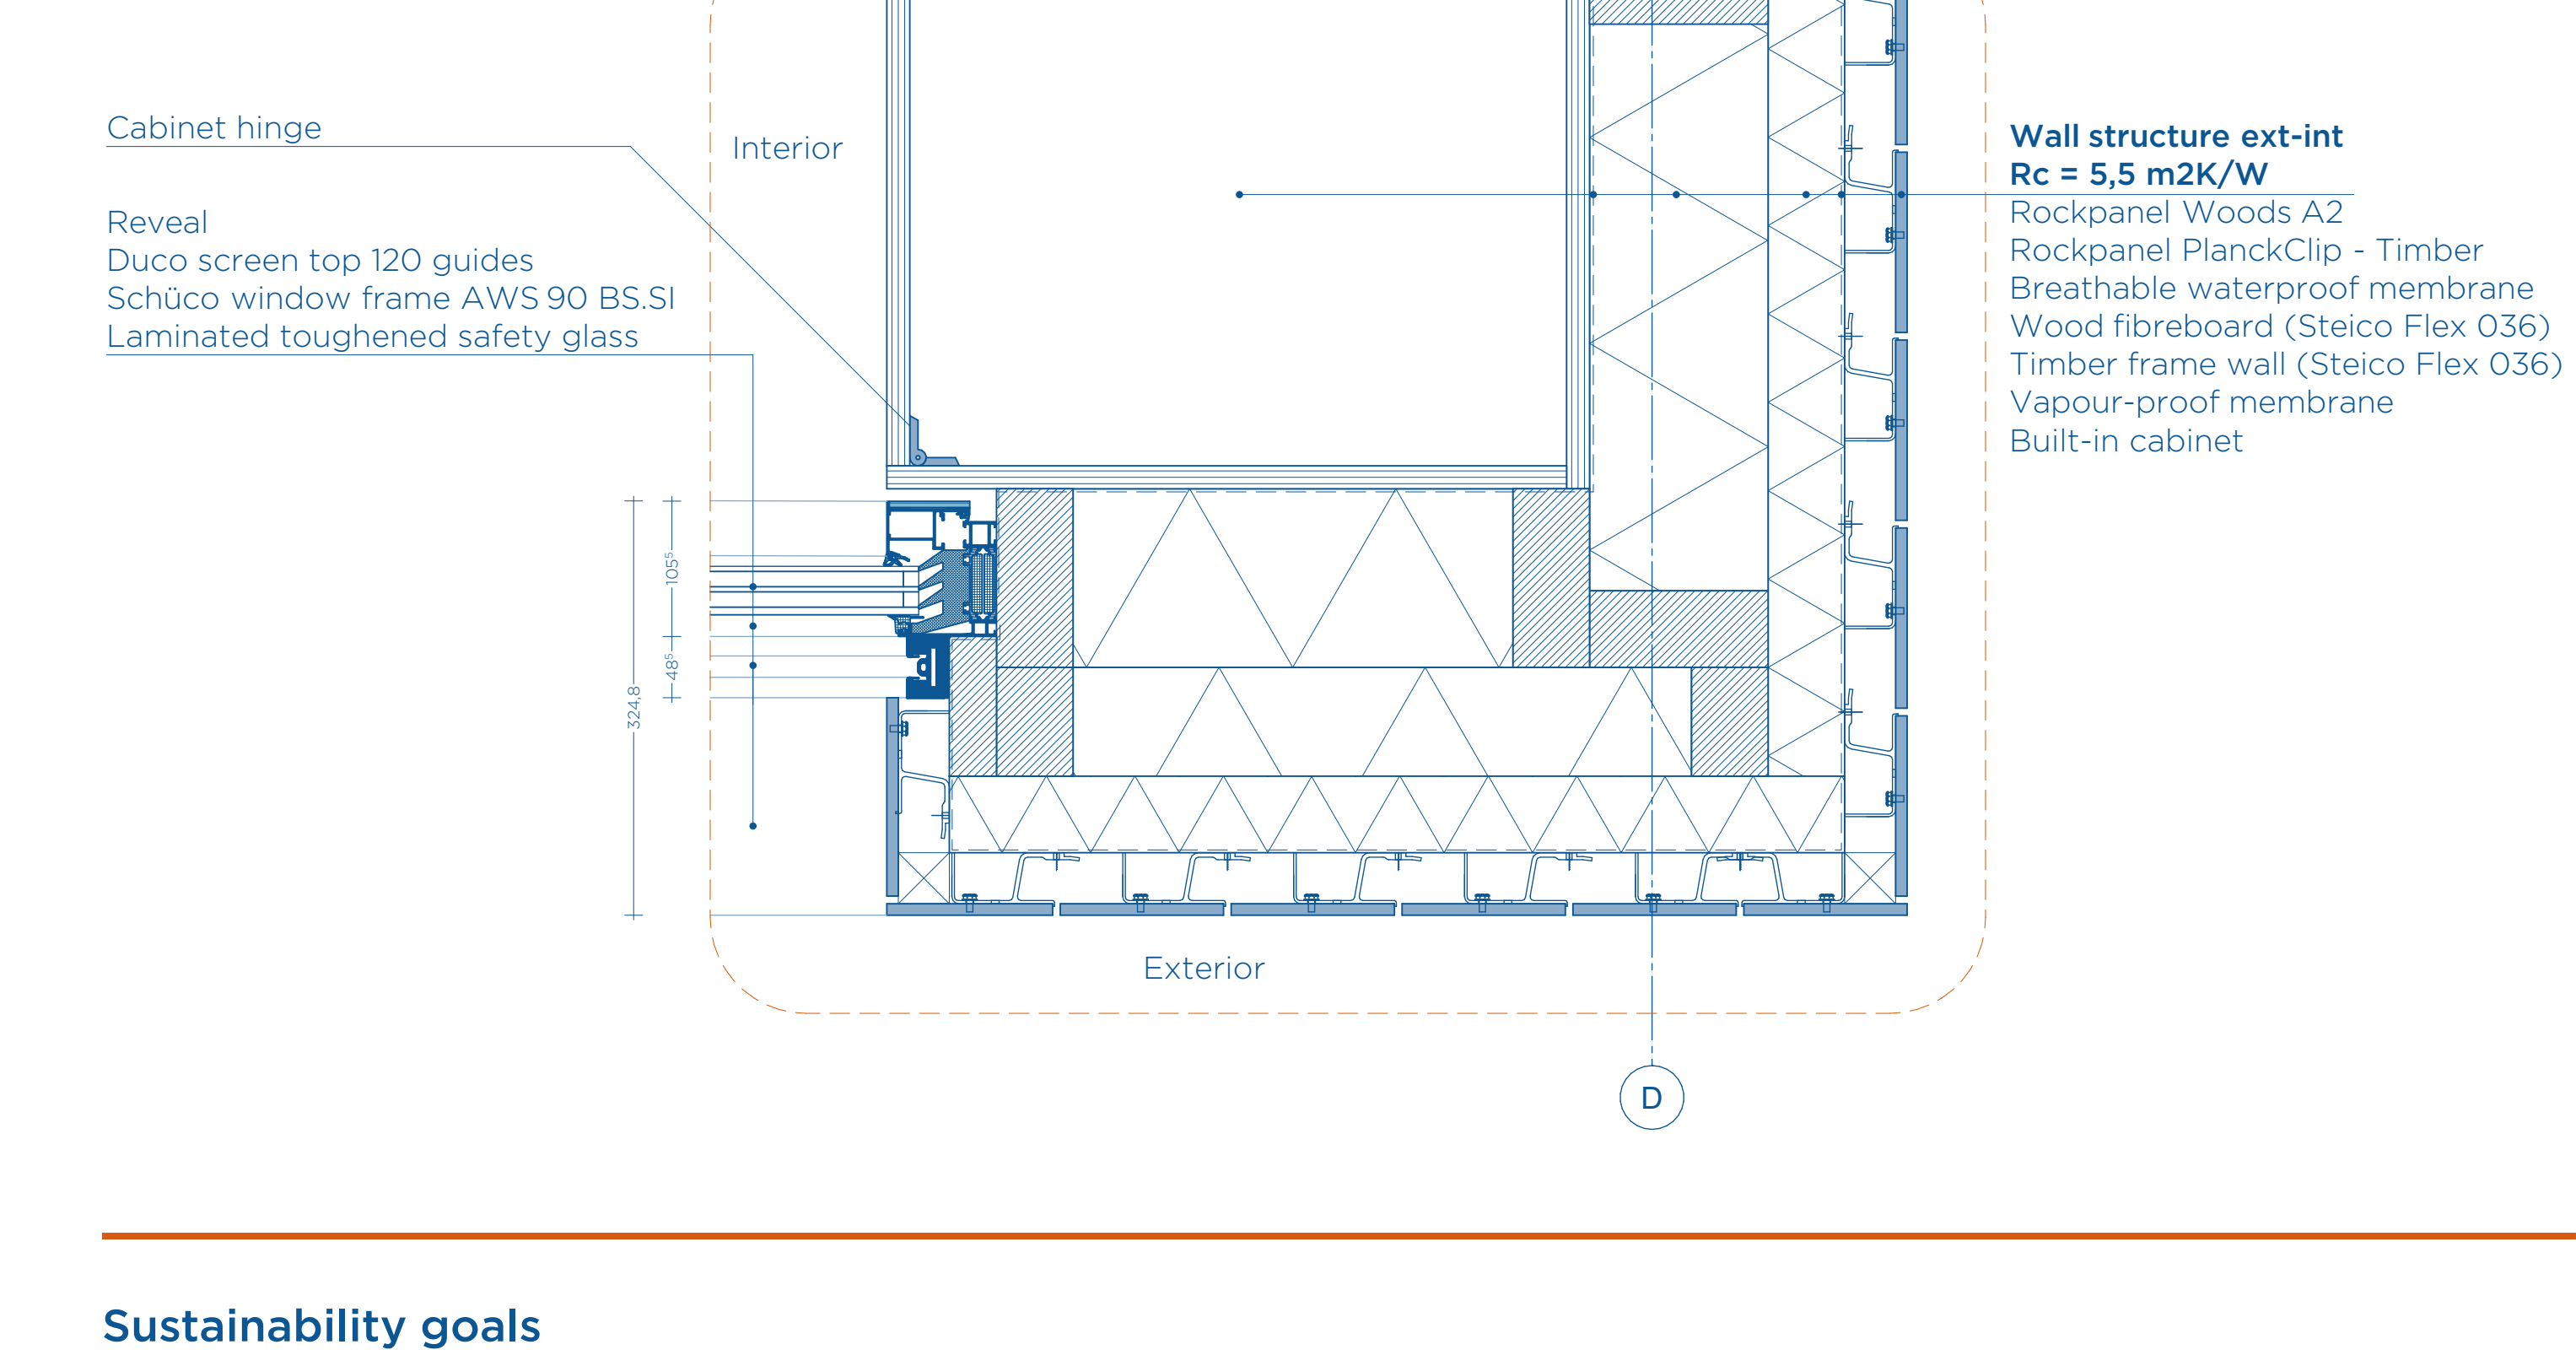 Cabinet hinge
Reveal
Duco screen top 120 guides
Schüco window frame AWS 90 BS.SI
Laminated toughened safety glass
Interior
Wall structure ext-int
Rc = 5,5 m2K/W
Rockpanel Woods A2
Rockpanel PlanckClip - Timber
Breathable waterproof membrane
Wood fibreboard (Steico Flex 036)
Timber frame wall (Steico Flex 036)
Vapour-proof membrane
Built-in cabinet
105⁵
48⁵
324,8
Exterior
D
Sustainability goals